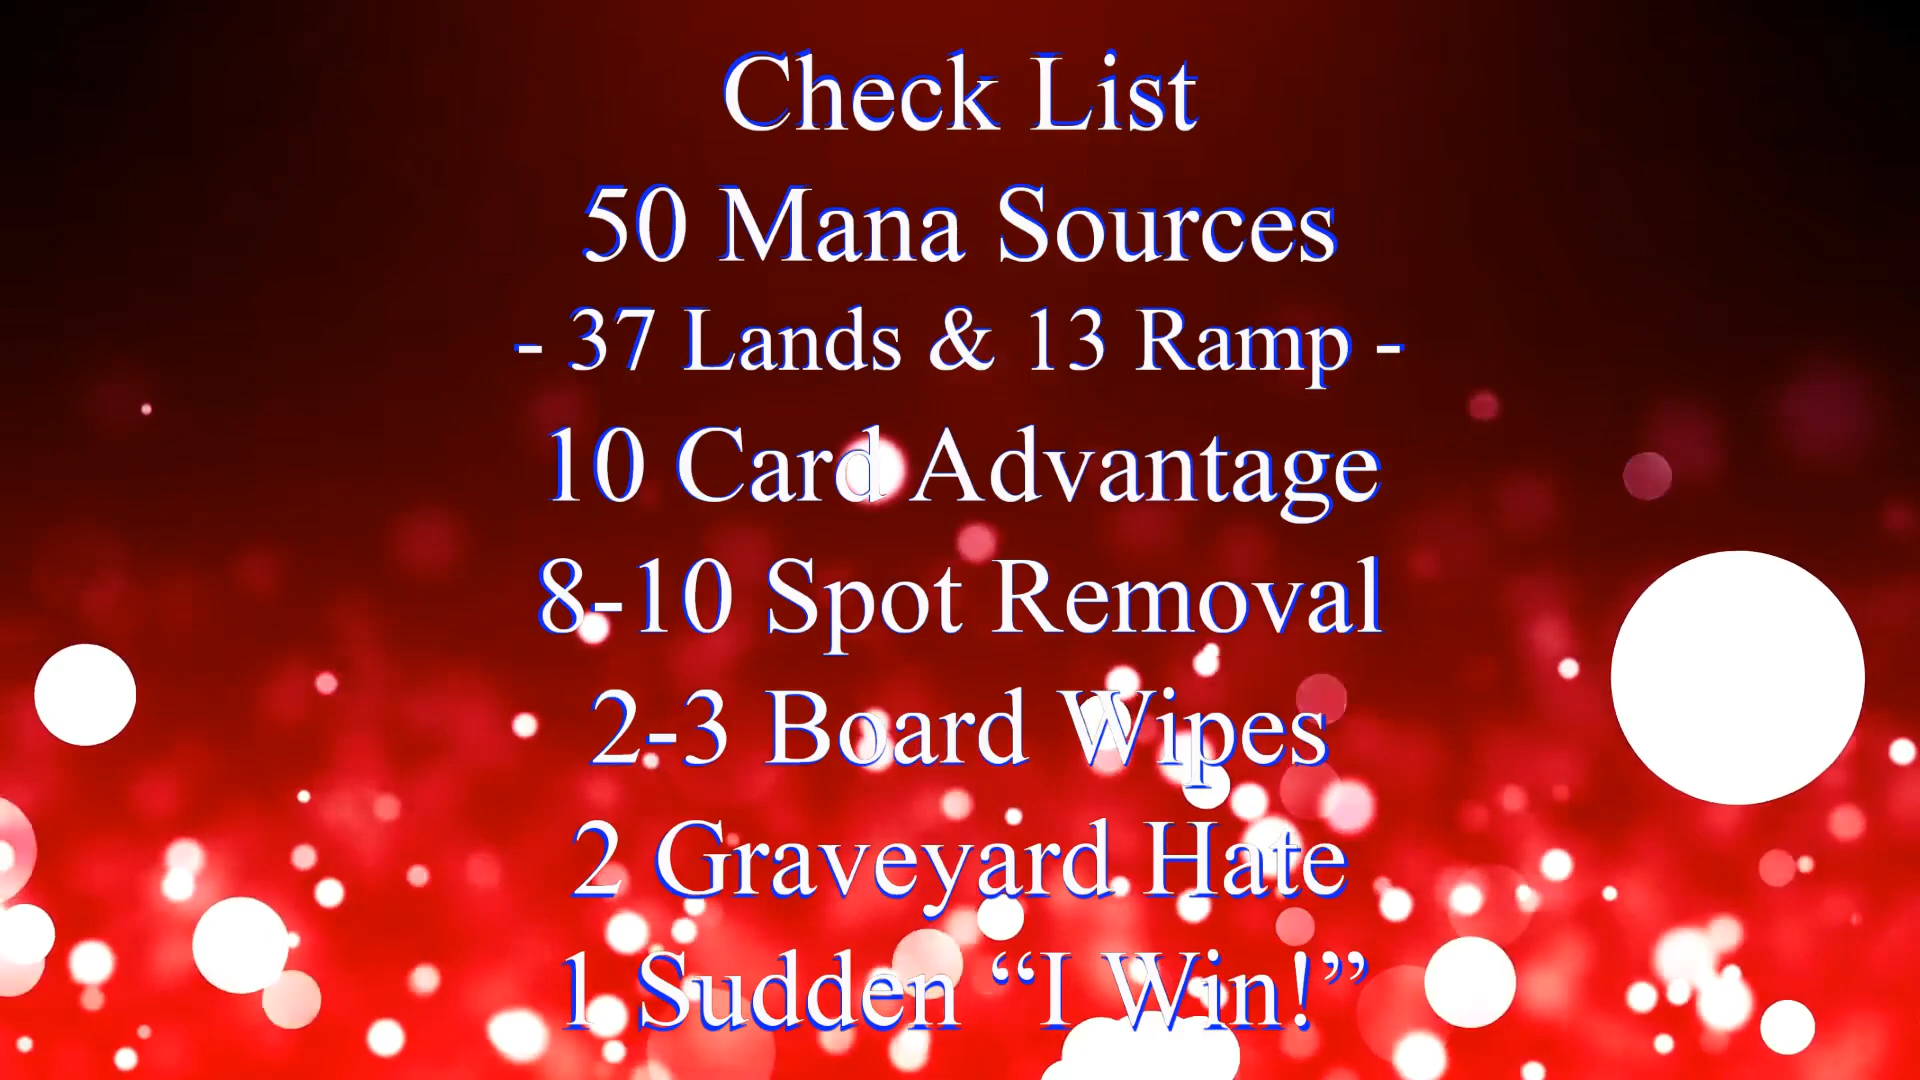 Check List
50 Mana Sources
- 37 Lands & 13 Ramp -
10 Card Advantage
8-10 Spot Removal
2-3 Board Wipes
2 Graveyard Hate
1 Sudden “I Win!”